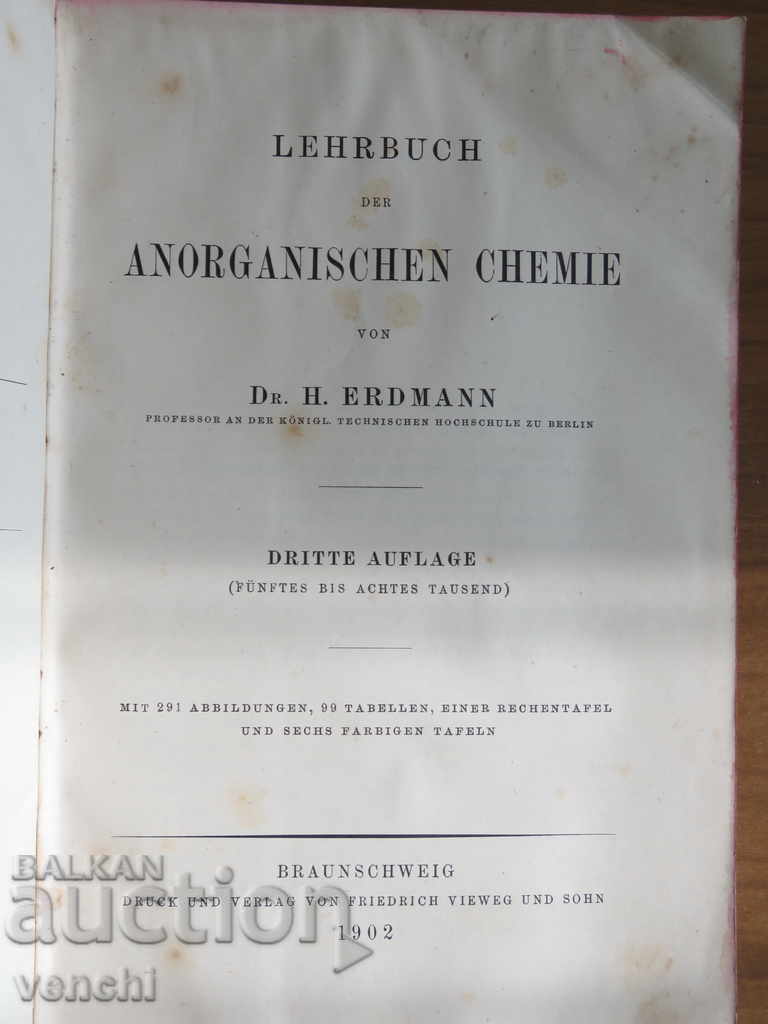 LEHRBUCH
DER
ANORGANISCHEN CHEMIE
VON
DR. H. ERDMANN
PROFESSOR AN DER KÖNIGL. TECHNISCHEN HOCHSCHULE ZU BERLIN
DRITTE AUFLAGE
(FÜNFTES BIS ACHTES TAUSEND)
MIT 291 ABBILDUNGEN, 99 TABELLEN, EINER RECHENTAFEL
UND SECHS FARBIGEN TAFELN
BRAUNSCHWEIG
DRUCK UND VERLAG VON FRIEDRICH VIEWEG UND SOHN
1902
BALKAN
auction
venchi